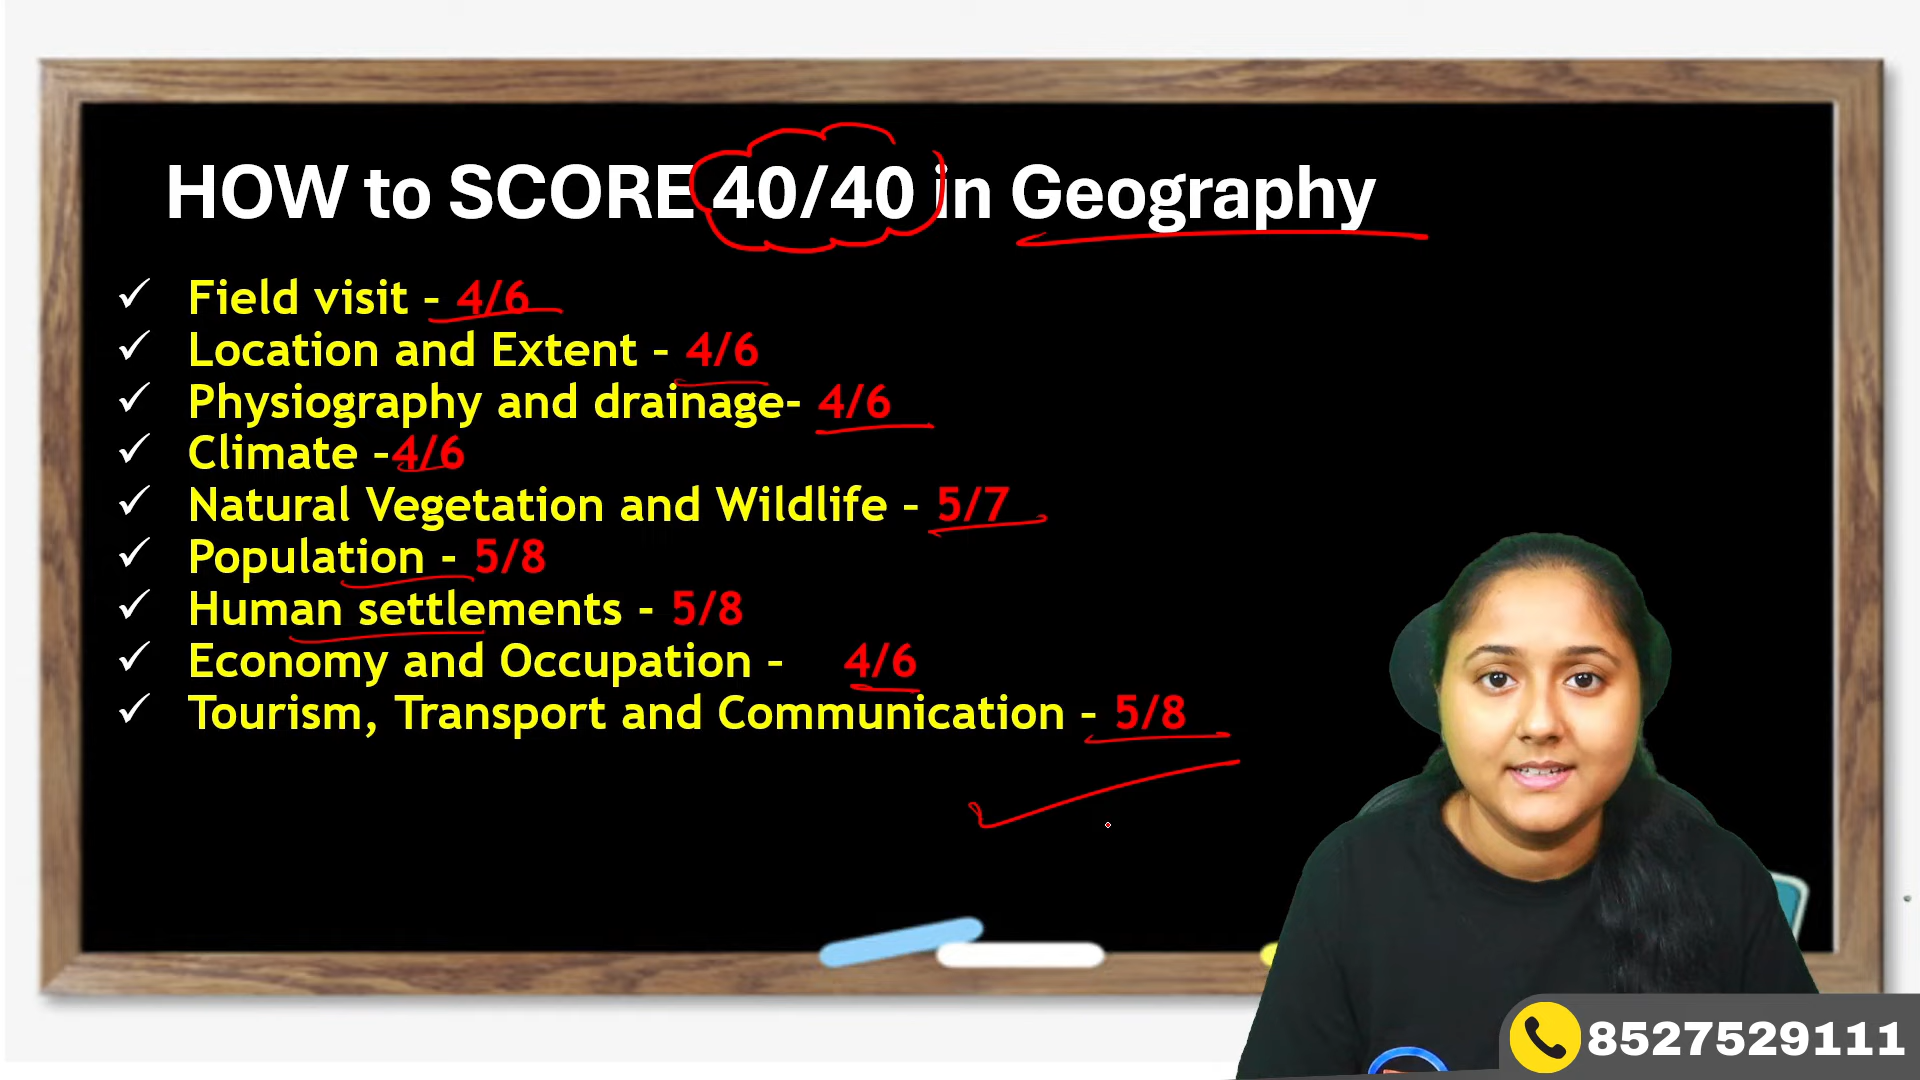 HOW to SCORE 40/40 in Geography
✓ Field visit – 4/6
✓ Location and Extent – 4/6
✓ Physiography and drainage- 4/6
✓ Climate –4/6
✓ Natural Vegetation and Wildlife – 5/7
✓ Population - 5/8
✓ Human settlements - 5/8
✓ Economy and Occupation – 4/6
✓ Tourism, Transport and Communication – 5/8
8527529111